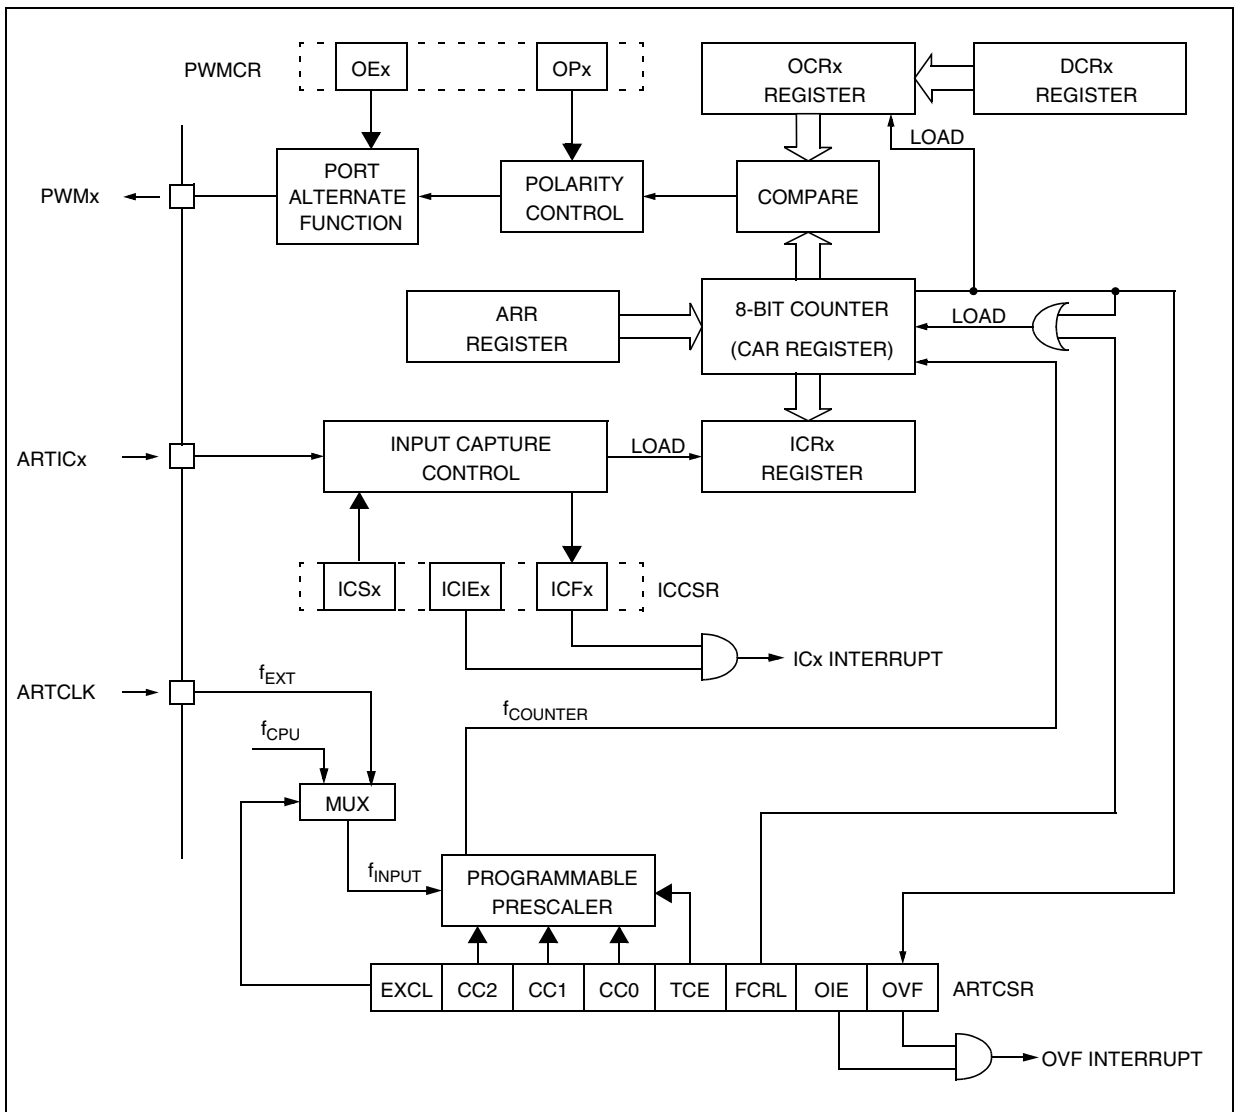 PWMCR
OEx
OPx
OCRx
REGISTER
DCRx
REGISTER
LOAD
PWMx
PORT
ALTERNATE
FUNCTION
POLARITY
CONTROL
COMPARE
ARR
REGISTER
8-BIT COUNTER
(CAR REGISTER)
LOAD
ARTICx
INPUT CAPTURE
CONTROL
LOAD
ICRx
REGISTER
ICSx
ICIEx
ICFx
ICCSR
ICx INTERRUPT
ARTCLK
fEXT
fCPU
fCOUNTER
MUX
fINPUT
PROGRAMMABLE
PRESCALER
EXCL
CC2
CC1
CC0
TCE
FCRL
OIE
OVF
ARTCSR
OVF INTERRUPT